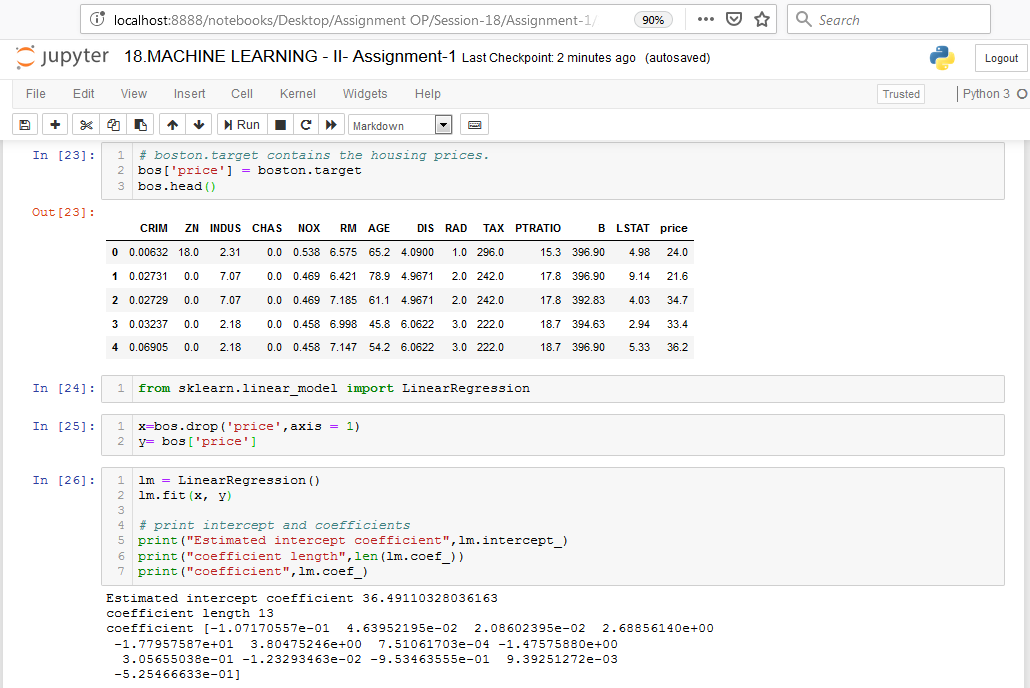 localhost:8888/notebooks/Desktop/Assignment OP/Session-18/Assignment-1/ 90% Search
jupyter 18.MACHINE LEARNING - II- Assignment-1 Last Checkpoint: 2 minutes ago (autosaved) Logout
File Edit View Insert Cell Kernel Widgets Help Trusted Python 3
Run Markdown
In [23]: 1 # boston.target contains the housing prices.
2 bos['price'] = boston.target
3 bos.head()
Out[23]:
CRIM ZN INDUS CHAS NOX RM AGE DIS RAD TAX PTRATIO B LSTAT price
0 0.00632 18.0 2.31 0.0 0.538 6.575 65.2 4.0900 1.0 296.0 15.3 396.90 4.98 24.0
1 0.02731 0.0 7.07 0.0 0.469 6.421 78.9 4.9671 2.0 242.0 17.8 396.90 9.14 21.6
2 0.02729 0.0 7.07 0.0 0.469 7.185 61.1 4.9671 2.0 242.0 17.8 392.83 4.03 34.7
3 0.03237 0.0 2.18 0.0 0.458 6.998 45.8 6.0622 3.0 222.0 18.7 394.63 2.94 33.4
4 0.06905 0.0 2.18 0.0 0.458 7.147 54.2 6.0622 3.0 222.0 18.7 396.90 5.33 36.2
In [24]: 1 from sklearn.linear_model import LinearRegression
In [25]: 1 x=bos.drop('price',axis = 1)
2 y= bos['price']
In [26]: 1 lm = LinearRegression()
2 lm.fit(x, y)
3
4 # print intercept and coefficients
5 print("Estimated intercept coefficient",lm.intercept_)
6 print("coefficient length",len(lm.coef_))
7 print("coefficient",lm.coef_)
Estimated intercept coefficient 36.49110328036163
coefficient length 13
coefficient [-1.07170557e-01 4.63952195e-02 2.08602395e-02 2.68856140e+00
-1.77957587e+01 3.80475246e+00 7.51061703e-04 -1.47575880e+00
3.05655038e-01 -1.23293463e-02 -9.53463555e-01 9.39251272e-03
-5.25466633e-01]